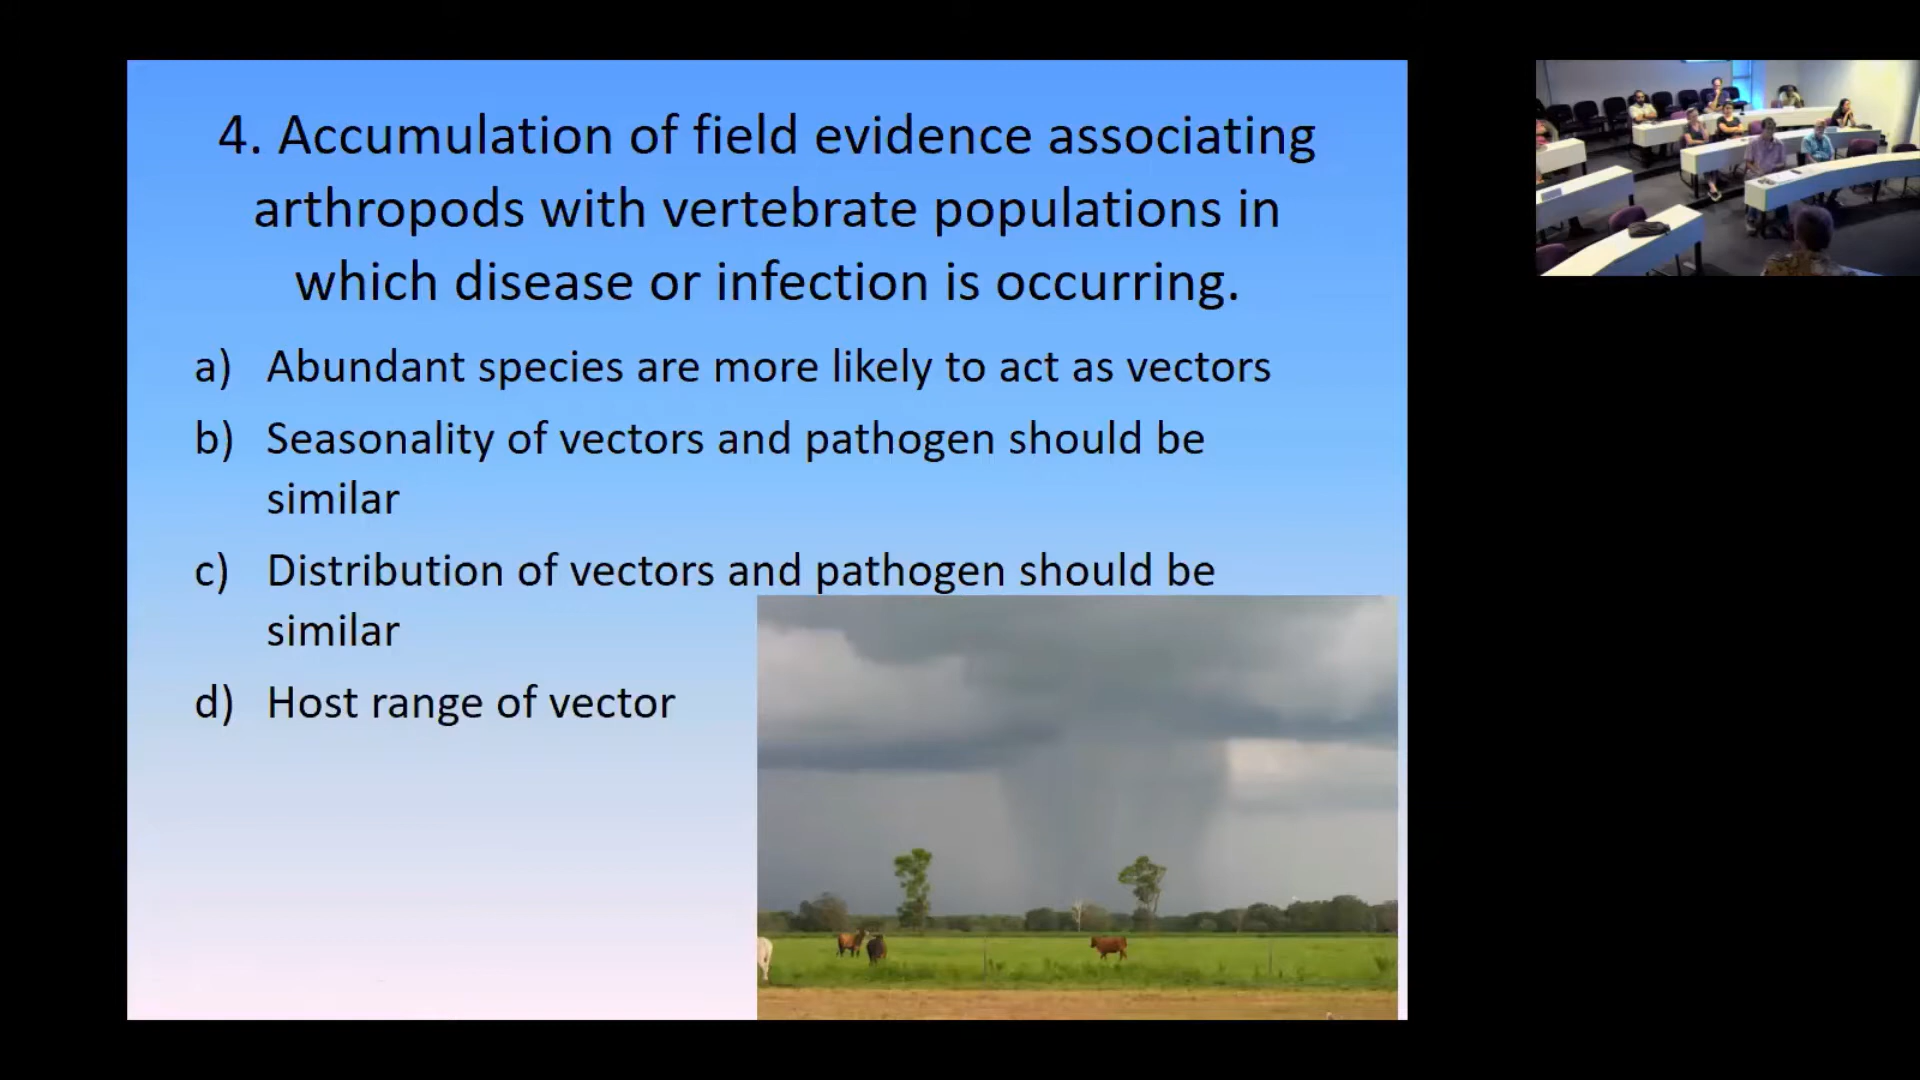 4. Accumulation of field evidence associating
arthropods with vertebrate populations in
which disease or infection is occurring.
a) Abundant species are more likely to act as vectors
b) Seasonality of vectors and pathogen should be
similar
c) Distribution of vectors and pathogen should be
similar
d) Host range of vector